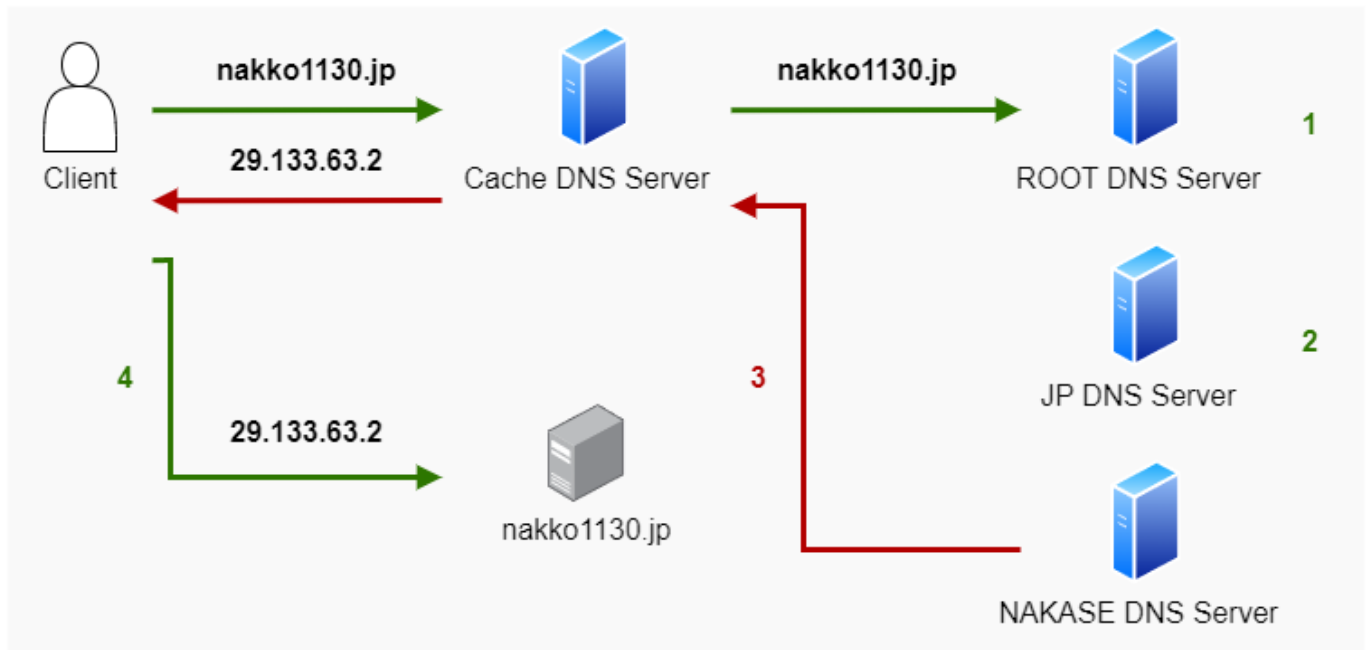 nakko1130.jp
nakko1130.jp
1
29.133.63.2
Client
Cache DNS Server
ROOT DNS Server
2
4
3
JP DNS Server
29.133.63.2
nakko1130.jp
NAKASE DNS Server